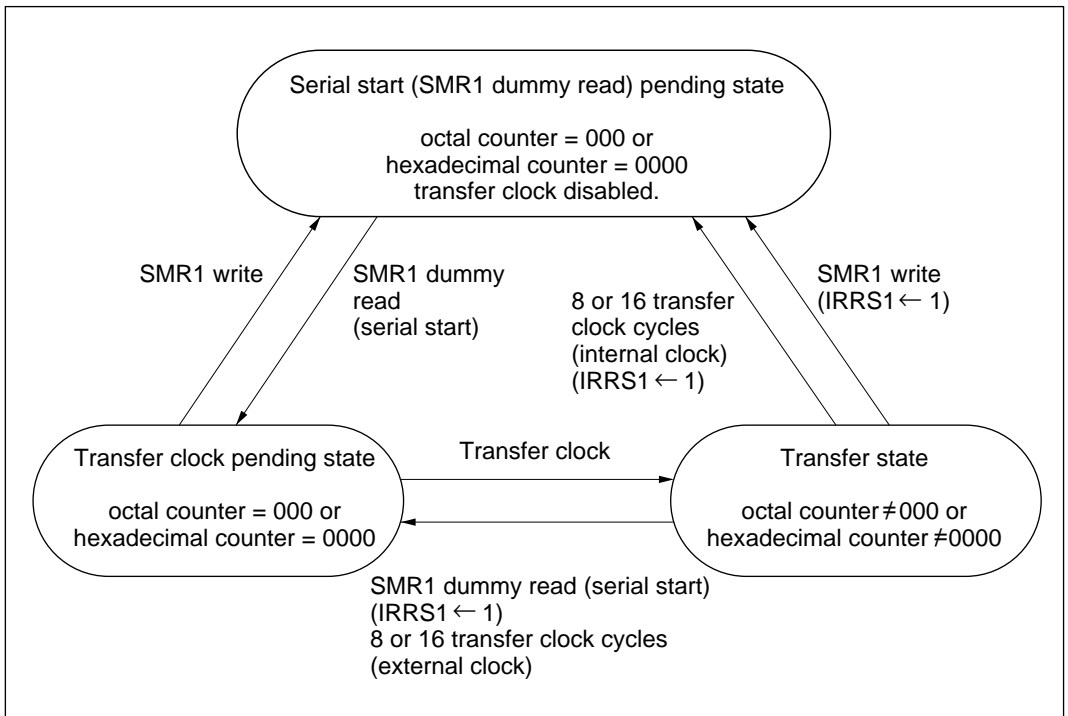 Serial start (SMR1 dummy read) pending state
octal counter = 000 or
hexadecimal counter = 0000
transfer clock disabled.
SMR1 write
SMR1 dummy
read
(serial start)
8 or 16 transfer
clock cycles
(internal clock)
(IRRS1 ← 1)
SMR1 write
(IRRS1 ← 1)
Transfer clock pending state
octal counter = 000 or
hexadecimal counter = 0000
Transfer clock
Transfer state
octal counter ≠ 000 or
hexadecimal counter ≠ 0000
SMR1 dummy read (serial start)
(IRRS1 ← 1)
8 or 16 transfer clock cycles
(external clock)